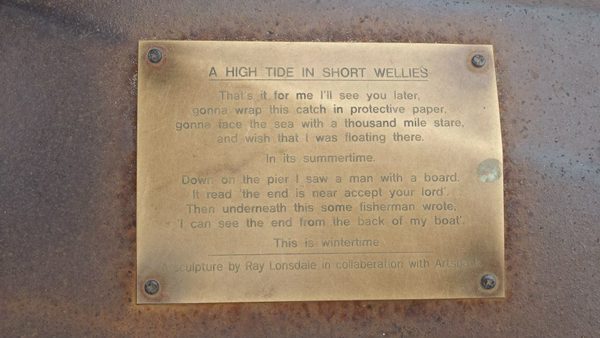 A HIGH TIDE IN SHORT WELLIES
That's it for me I'll see you later,
gonna wrap this catch in protective paper,
gonna face the sea with a thousand mile stare,
and wish that I was floating there.
In its summertime.
Down on the pier I saw a man with a board.
It read 'the end is near accept your lord'.
Then underneath this some fisherman wrote,
'I can see the end from the back of my boat'.
This is wintertime
sculpture by Ray Lonsdale in collaberation with